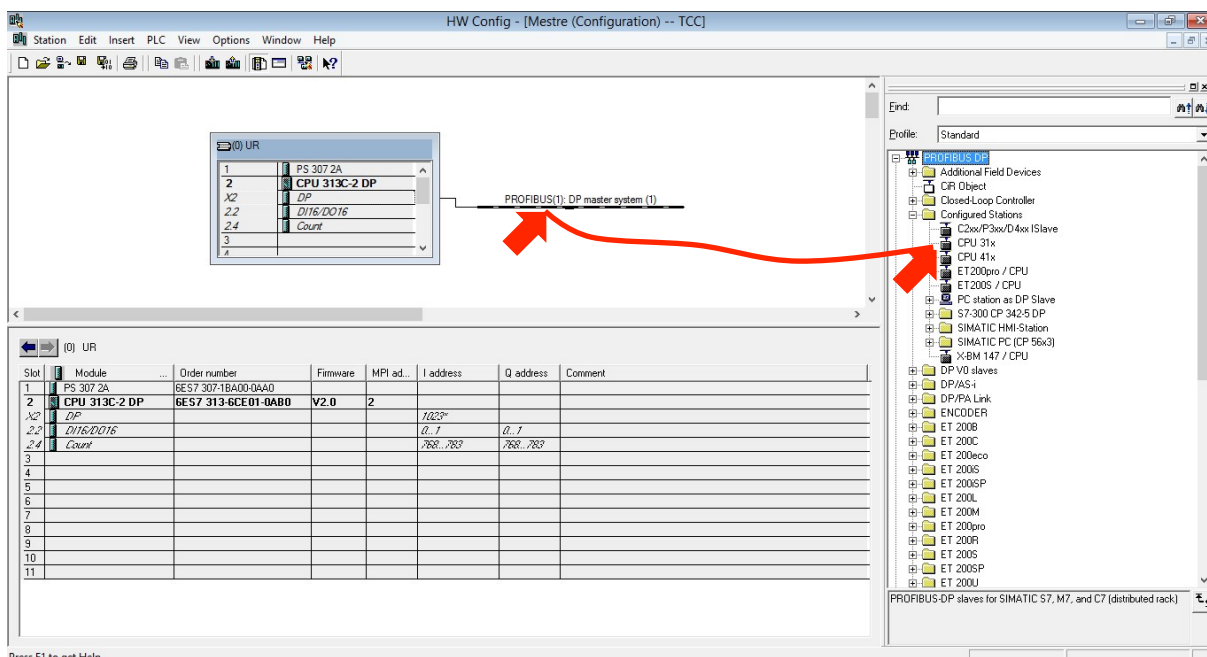 HW Config - [Mestre (Configuration) -- TCC]
Station Edit Insert PLC View Options Window Help
(0) UR
1 PS 307 2A
2 CPU 313C-2 DP
X2 DP
2.2 DI16/DO16
2.4 Count
3
4
PROFIBUS(1): DP master system (1)
(0) UR
Slot Module ... Order number Firmware MPI ad... I address Q address Comment
1 PS 307 2A 6ES7 307-1BA00-0AA0
2 CPU 313C-2 DP 6ES7 313-6CE01-0AB0 V2.0 2
X2 DP 1023*
2.2 DI16/DO16 0...1 0...1
2.4 Count 768...783 768...783
3
4
5
6
7
8
9
10
11
Find:
Profile: Standard
PROFIBUS DP
Additional Field Devices
CiR Object
Closed-Loop Controller
Configured Stations
C2xx/P3xx/D4xx ISlave
CPU 31x
CPU 41x
ET200pro / CPU
ET200S / CPU
PC station as DP Slave
S7-300 CP 342-5 DP
SIMATIC HMI-Station
SIMATIC PC (CP 56x3)
X-BM 147 / CPU
DP V0 slaves
DP/AS-i
DP/PA Link
ENCODER
ET 200B
ET 200C
ET 200eco
ET 200iS
ET 200iSP
ET 200L
ET 200M
ET 200pro
ET 200R
ET 200S
ET 200SP
ET 200U
PROFIBUS-DP slaves for SIMATIC S7, M7, and C7 (distributed rack)
Press F1 to get Help.